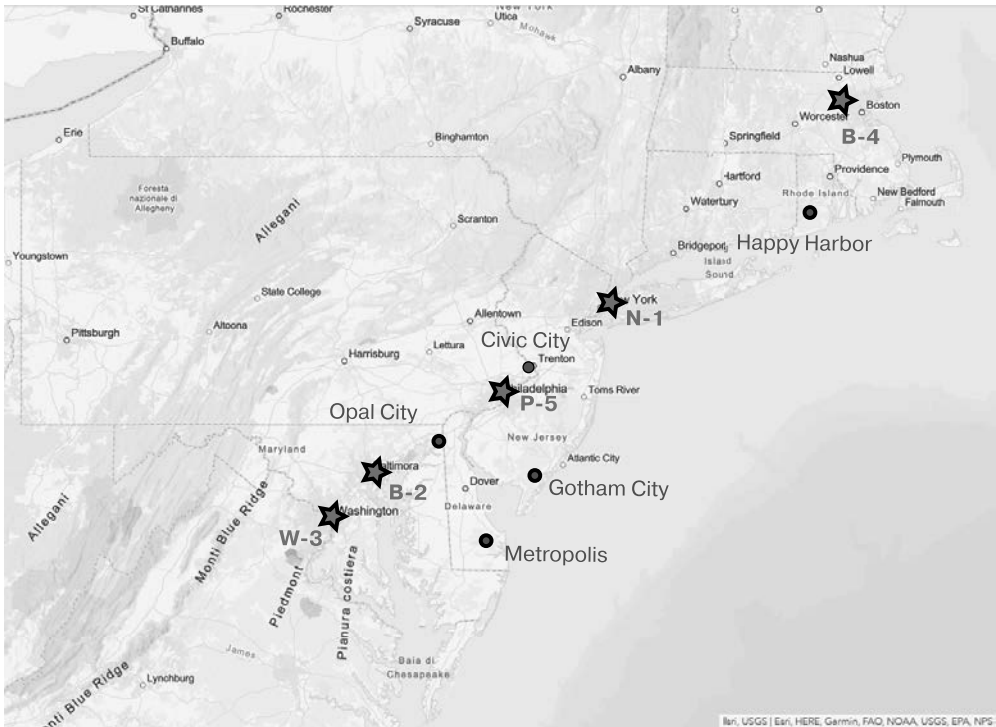 St Catharines
Rochester
New York
Utica
Syracuse
Mohawk
Buffalo
Nashua
Lowell
Albany
Boston
Worcester
B-4
Erie
Binghamton
Springfield
Plymouth
Providence
Hartford
Foresta
nazionale di
Allegheny
Rhode Island
New Bedford
Falmouth
Waterbury
Allegani
Scranton
Happy Harbor
Bridgeport
Island
Sound
Youngstown
State College
York
N-1
Allentown
Edison
Altoona
Pittsburgh
Civic City
Lettura
Harrisburg
Trenton
Philadelphia
Toms River
P-5
Opal City
New Jersey
Maryland
Atlantic City
Baltimora
B-2
Dover
Gotham City
Delaware
Washington
W-3
Allegani
Monti Blue Ridge
Metropolis
Piedmont
Pianura costiera
James
Baia di
Chesapeake
Lynchburg
Monti Blue Ridge
Esri, USGS | Esri, HERE, Garmin, FAO, NOAA, USGS, EPA, NPS